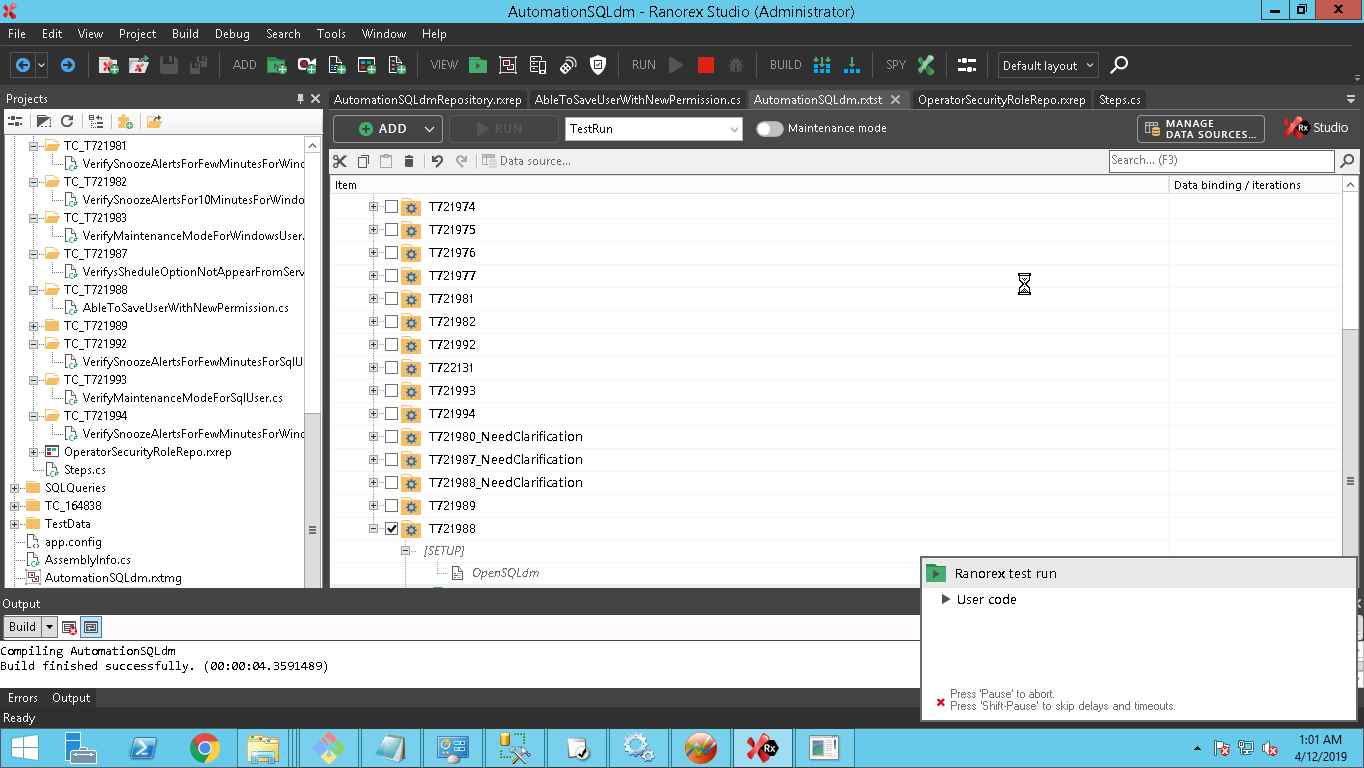 AutomationSQLdm - Ranorex Studio (Administrator)
File Edit View Project Build Debug Search Tools Window Help
ADD VIEW RUN BUILD SPY Default layout
Projects
AutomationSQLdmRepository.rxrep AbleToSaveUserWithNewPermission.cs AutomationSQLdm.rxtst OperatorSecurityRoleRepo.rxrep Steps.cs
ADD RUN TestRun Maintenance mode MANAGE DATA SOURCES... Rx Studio
Data source... Search... (F3)
Item Data binding / iterations
TC_T721981
VerifySnoozeAlertsForFewMinutesForWind
TC_T721982
VerifySnoozeAlertsFor10MinutesForWindo
TC_T721983
VerifyMaintenanceModeForWindowsUser.
TC_T721987
VerifysSheduleOptionNotAppearFromServ
TC_T721988
AbleToSaveUserWithNewPermission.cs
TC_T721989
TC_T721992
VerifySnoozeAlertsForFewMinutesForSqlU
TC_T721993
VerifyMaintenanceModeForSqlUser.cs
TC_T721994
VerifySnoozeAlertsForFewMinutesForWind
OperatorSecurityRoleRepo.rxrep
Steps.cs
SQLQueries
TC_164838
TestData
app.config
AssemblyInfo.cs
AutomationSQLdm.rxtmg
T721974
T721975
T721976
T721977
T721981
T721982
T721992
T722131
T721993
T721994
T721980_NeedClarification
T721987_NeedClarification
T721988_NeedClarification
T721989
T721988
[SETUP]
OpenSQLdm
Output
Build
Compiling AutomationSQLdm
Build finished successfully. (00:00:04.3591489)
Errors Output
Ready
Ranorex test run
User code
Press 'Pause' to abort.
Press 'Shift-Pause' to skip delays and timeouts.
Rx
1:01 AM
4/12/2019